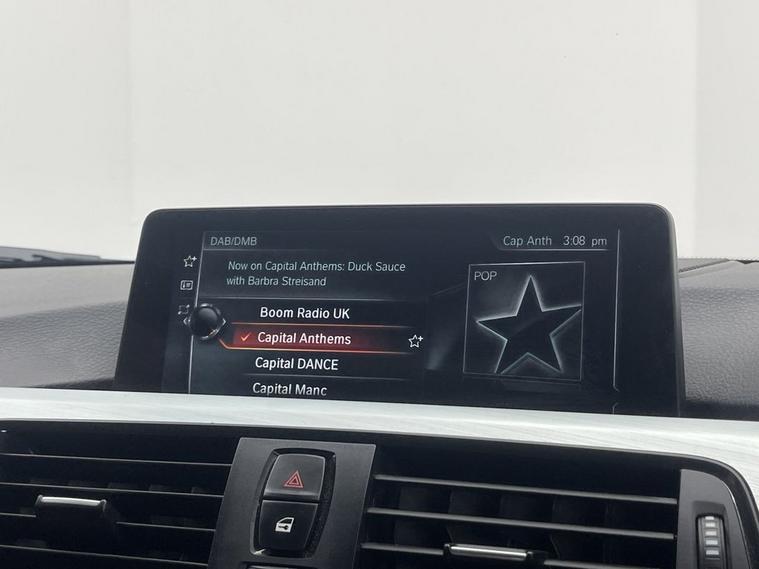 DAB/DMB
Cap Anth 3:08 pm
Now on Capital Anthems: Duck Sauce
with Barbra Streisand
POP
Boom Radio UK
Capital Anthems
Capital DANCE
Capital Manc